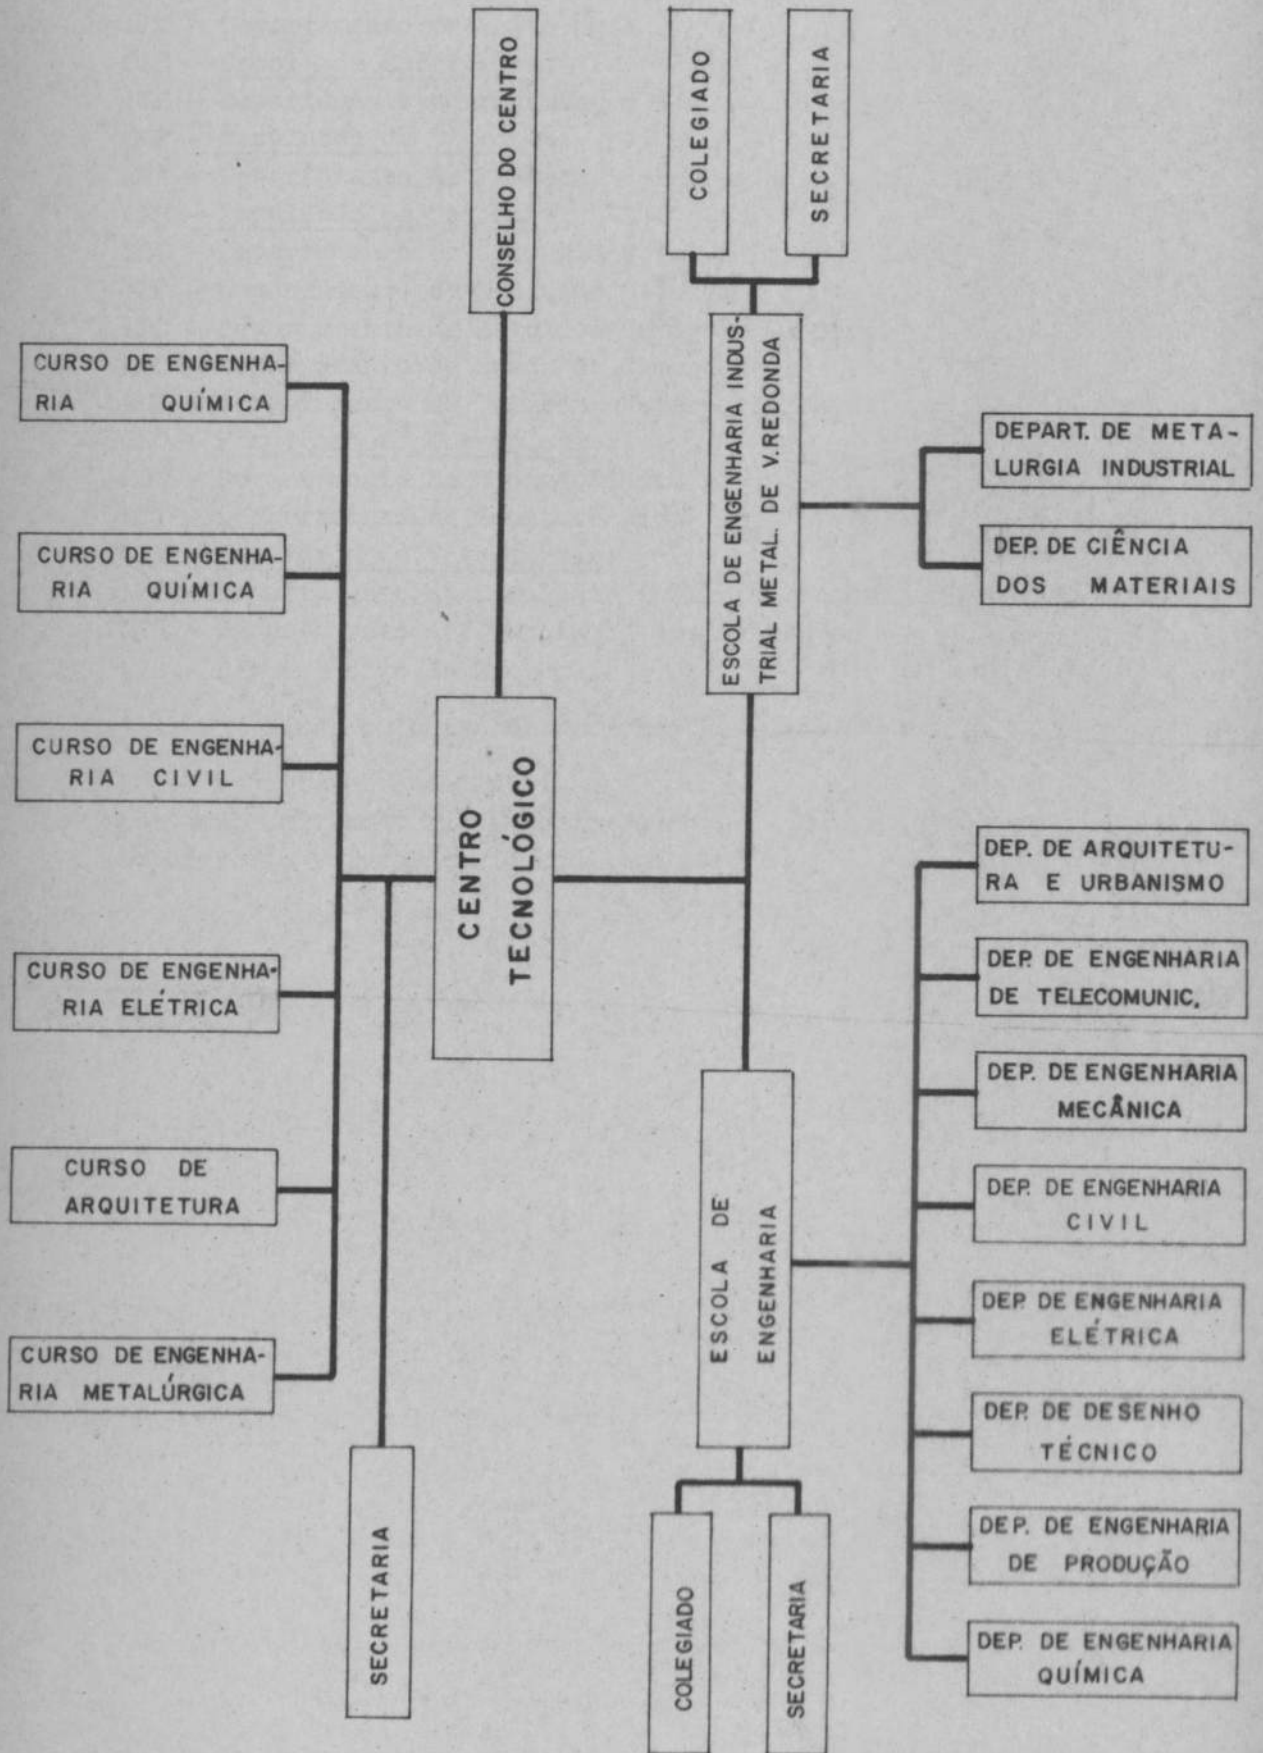 CONSELHO DO CENTRO
COLEGIADO
SECRETARIA
CURSO DE ENGENHA-
RIA QUÍMICA
CURSO DE ENGENHA-
RIA QUÍMICA
CURSO DE ENGENHA-
RIA CIVIL
CURSO DE ENGENHA-
RIA ELÉTRICA
CURSO DE
ARQUITETURA
CURSO DE ENGENHA-
RIA METALÚRGICA
SECRETARIA
CENTRO
TECNOLÓGICO
ESCOLA DE ENGENHARIA INDUS-
TRIAL METAL. DE V.REDONDA
DEPART. DE META-
LURGIA INDUSTRIAL
DEP. DE CIÊNCIA
DOS MATERIAIS
ESCOLA DE
ENGENHARIA
COLEGIADO
SECRETARIA
DEP. DE ARQUITETU-
RA E URBANISMO
DEP. DE ENGENHARIA
DE TELECOMUNIC.
DEP. DE ENGENHARIA
MECÂNICA
DEP. DE ENGENHARIA
CIVIL
DEP. DE ENGENHARIA
ELÉTRICA
DEP. DE DESENHO
TÉCNICO
DEP. DE ENGENHARIA
DE PRODUÇÃO
DEP. DE ENGENHARIA
QUÍMICA